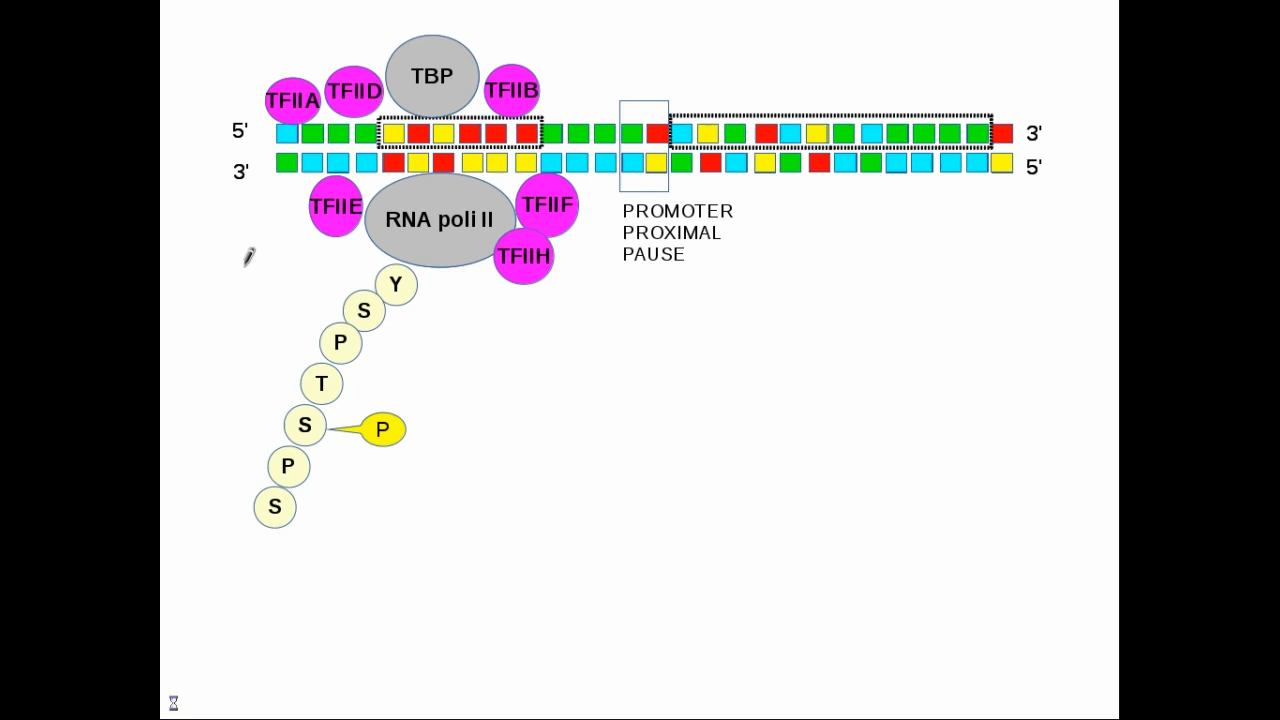 TBP
TFIIA
TFIID
TFIIB
5'
3'
3'
5'
TFIIE
RNA poli II
TFIIF
TFIIH
PROMOTER
PROXIMAL
PAUSE
Y
S
P
T
S
P
P
S